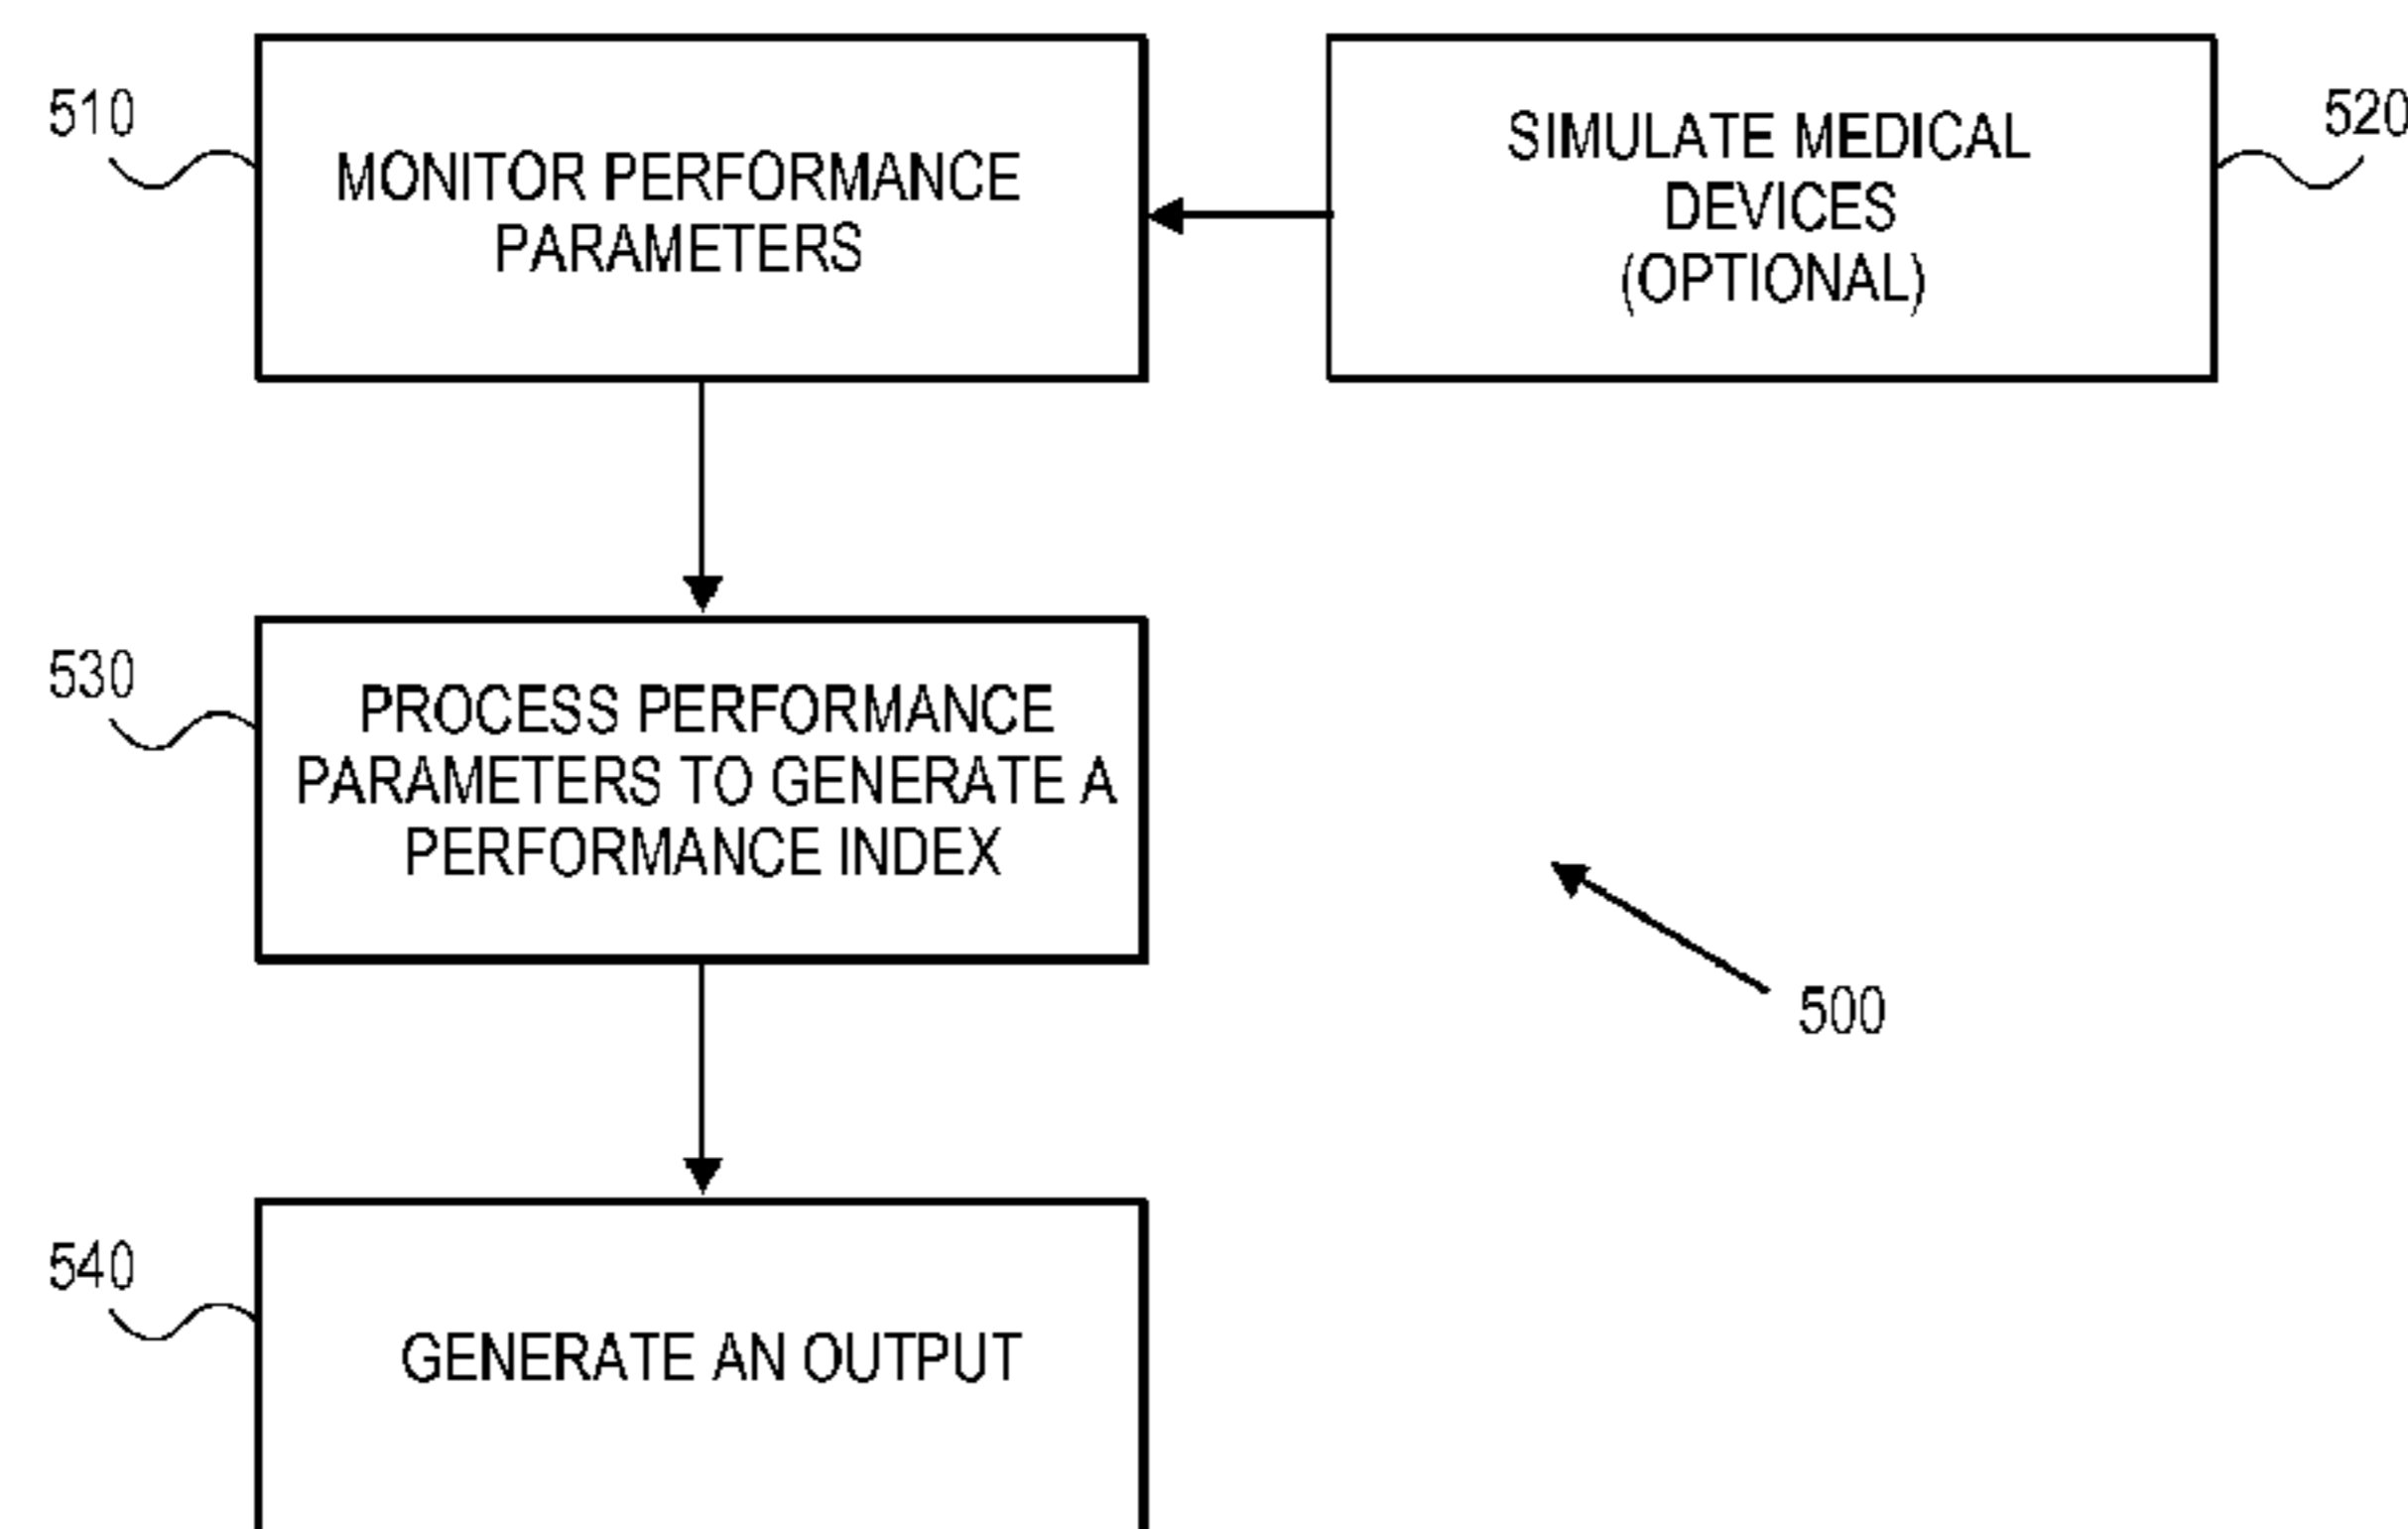 510
MONITOR PERFORMANCE
PARAMETERS
SIMULATE MEDICAL
DEVICES
(OPTIONAL)
520
530
PROCESS PERFORMANCE
PARAMETERS TO GENERATE A
PERFORMANCE INDEX
500
540
GENERATE AN OUTPUT